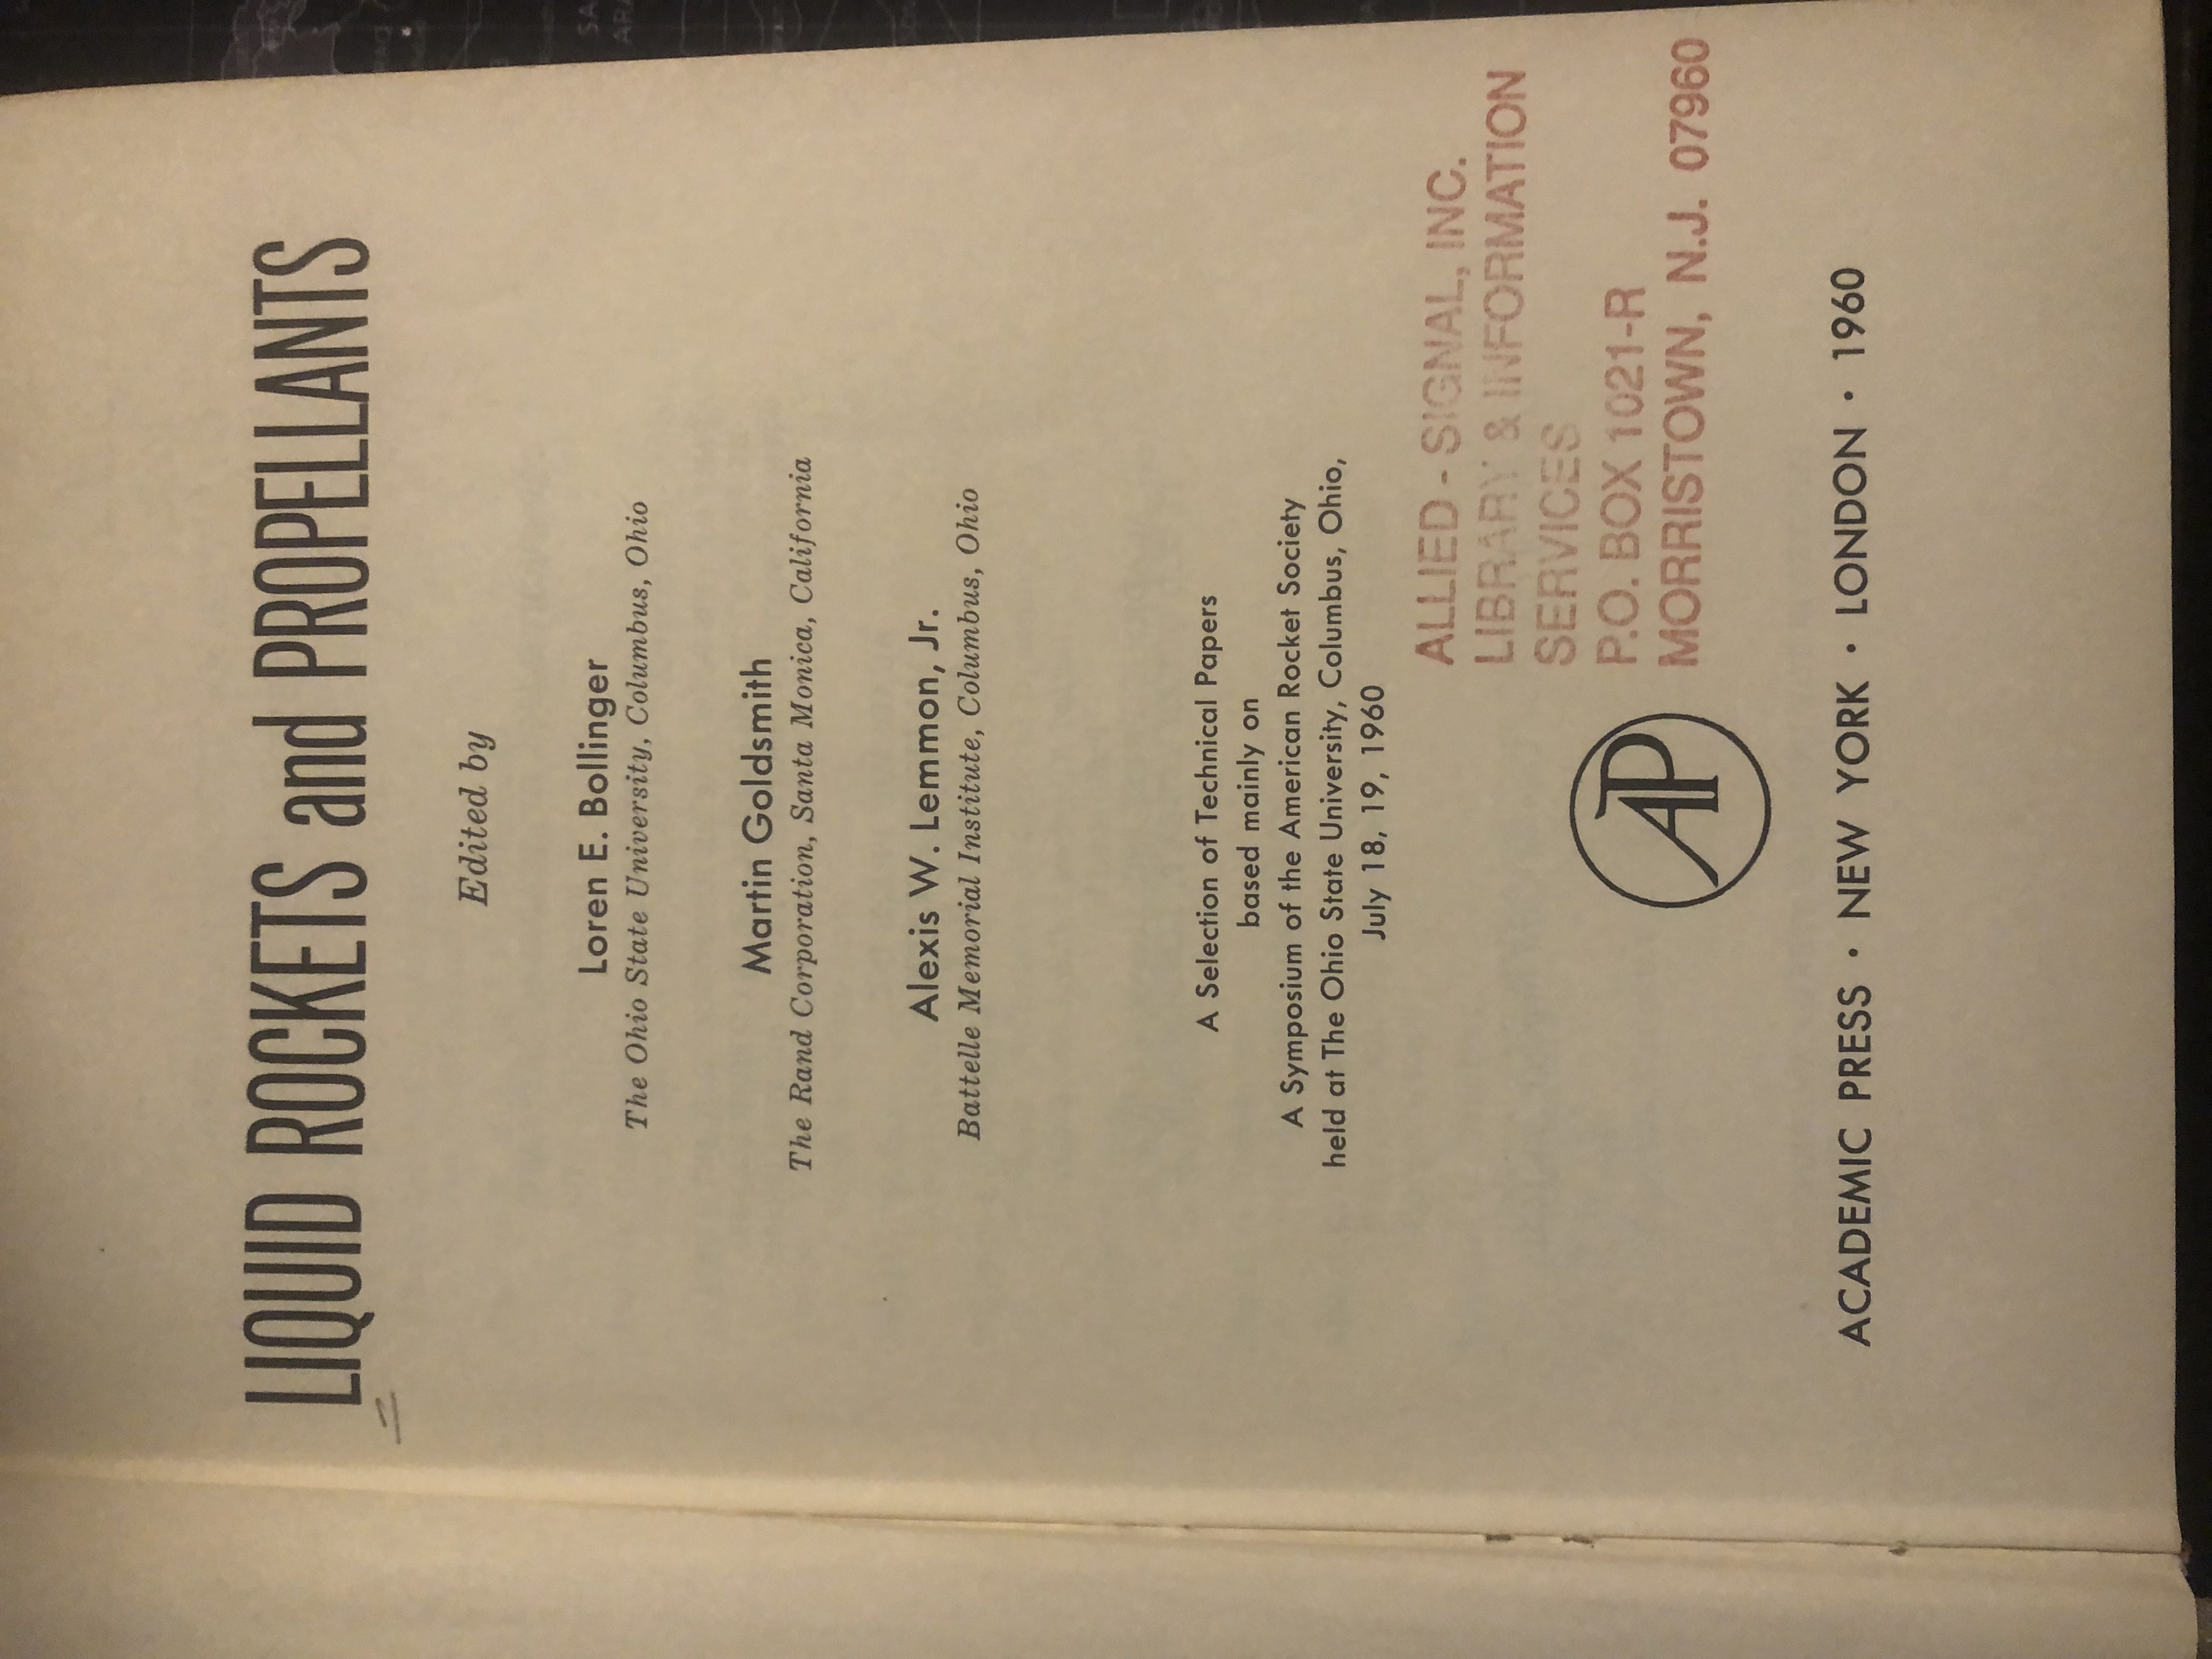 LIQUID ROCKETS and PROPELLANTS
Edited by
Loren E. Bollinger
The Ohio State University, Columbus, Ohio
Martin Goldsmith
The Rand Corporation, Santa Monica, California
Alexis W. Lemmon, Jr.
Battelle Memorial Institute, Columbus, Ohio
A Selection of Technical Papers
based mainly on
A Symposium of the American Rocket Society
held at The Ohio State University, Columbus, Ohio,
July 18, 19, 1960
ALLIED - SIGNAL, INC.
LIBRARY & INFORMATION
SERVICES
P.O. BOX 1021-R
MORRISTOWN, N.J. 07960
AP
ACADEMIC PRESS · NEW YORK · LONDON · 1960